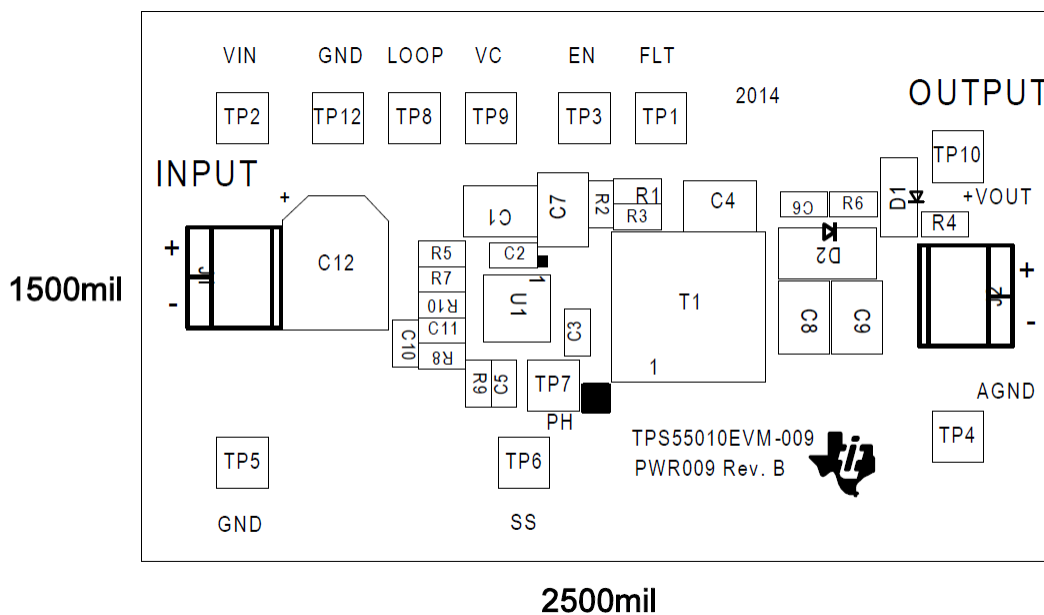 VIN GND LOOP VC EN FLT
2014
OUTPUT
TP2 TP12 TP8 TP9 TP3 TP1
TP10
INPUT
+
C1 C7 R2 R1 R3 C4 C6 R6 D1 +VOUT
R4
+ J1 -
C12
R5 C2
R7
R10
C11
R8
C10
1
U1
C3
T1
1
D2
C8 C9
+ J2 -
1500mil
R9 C5 TP7
PH
AGND
TP5 TP6 TP4
TPS55010EVM-009
PWR009 Rev. B
GND SS
2500mil